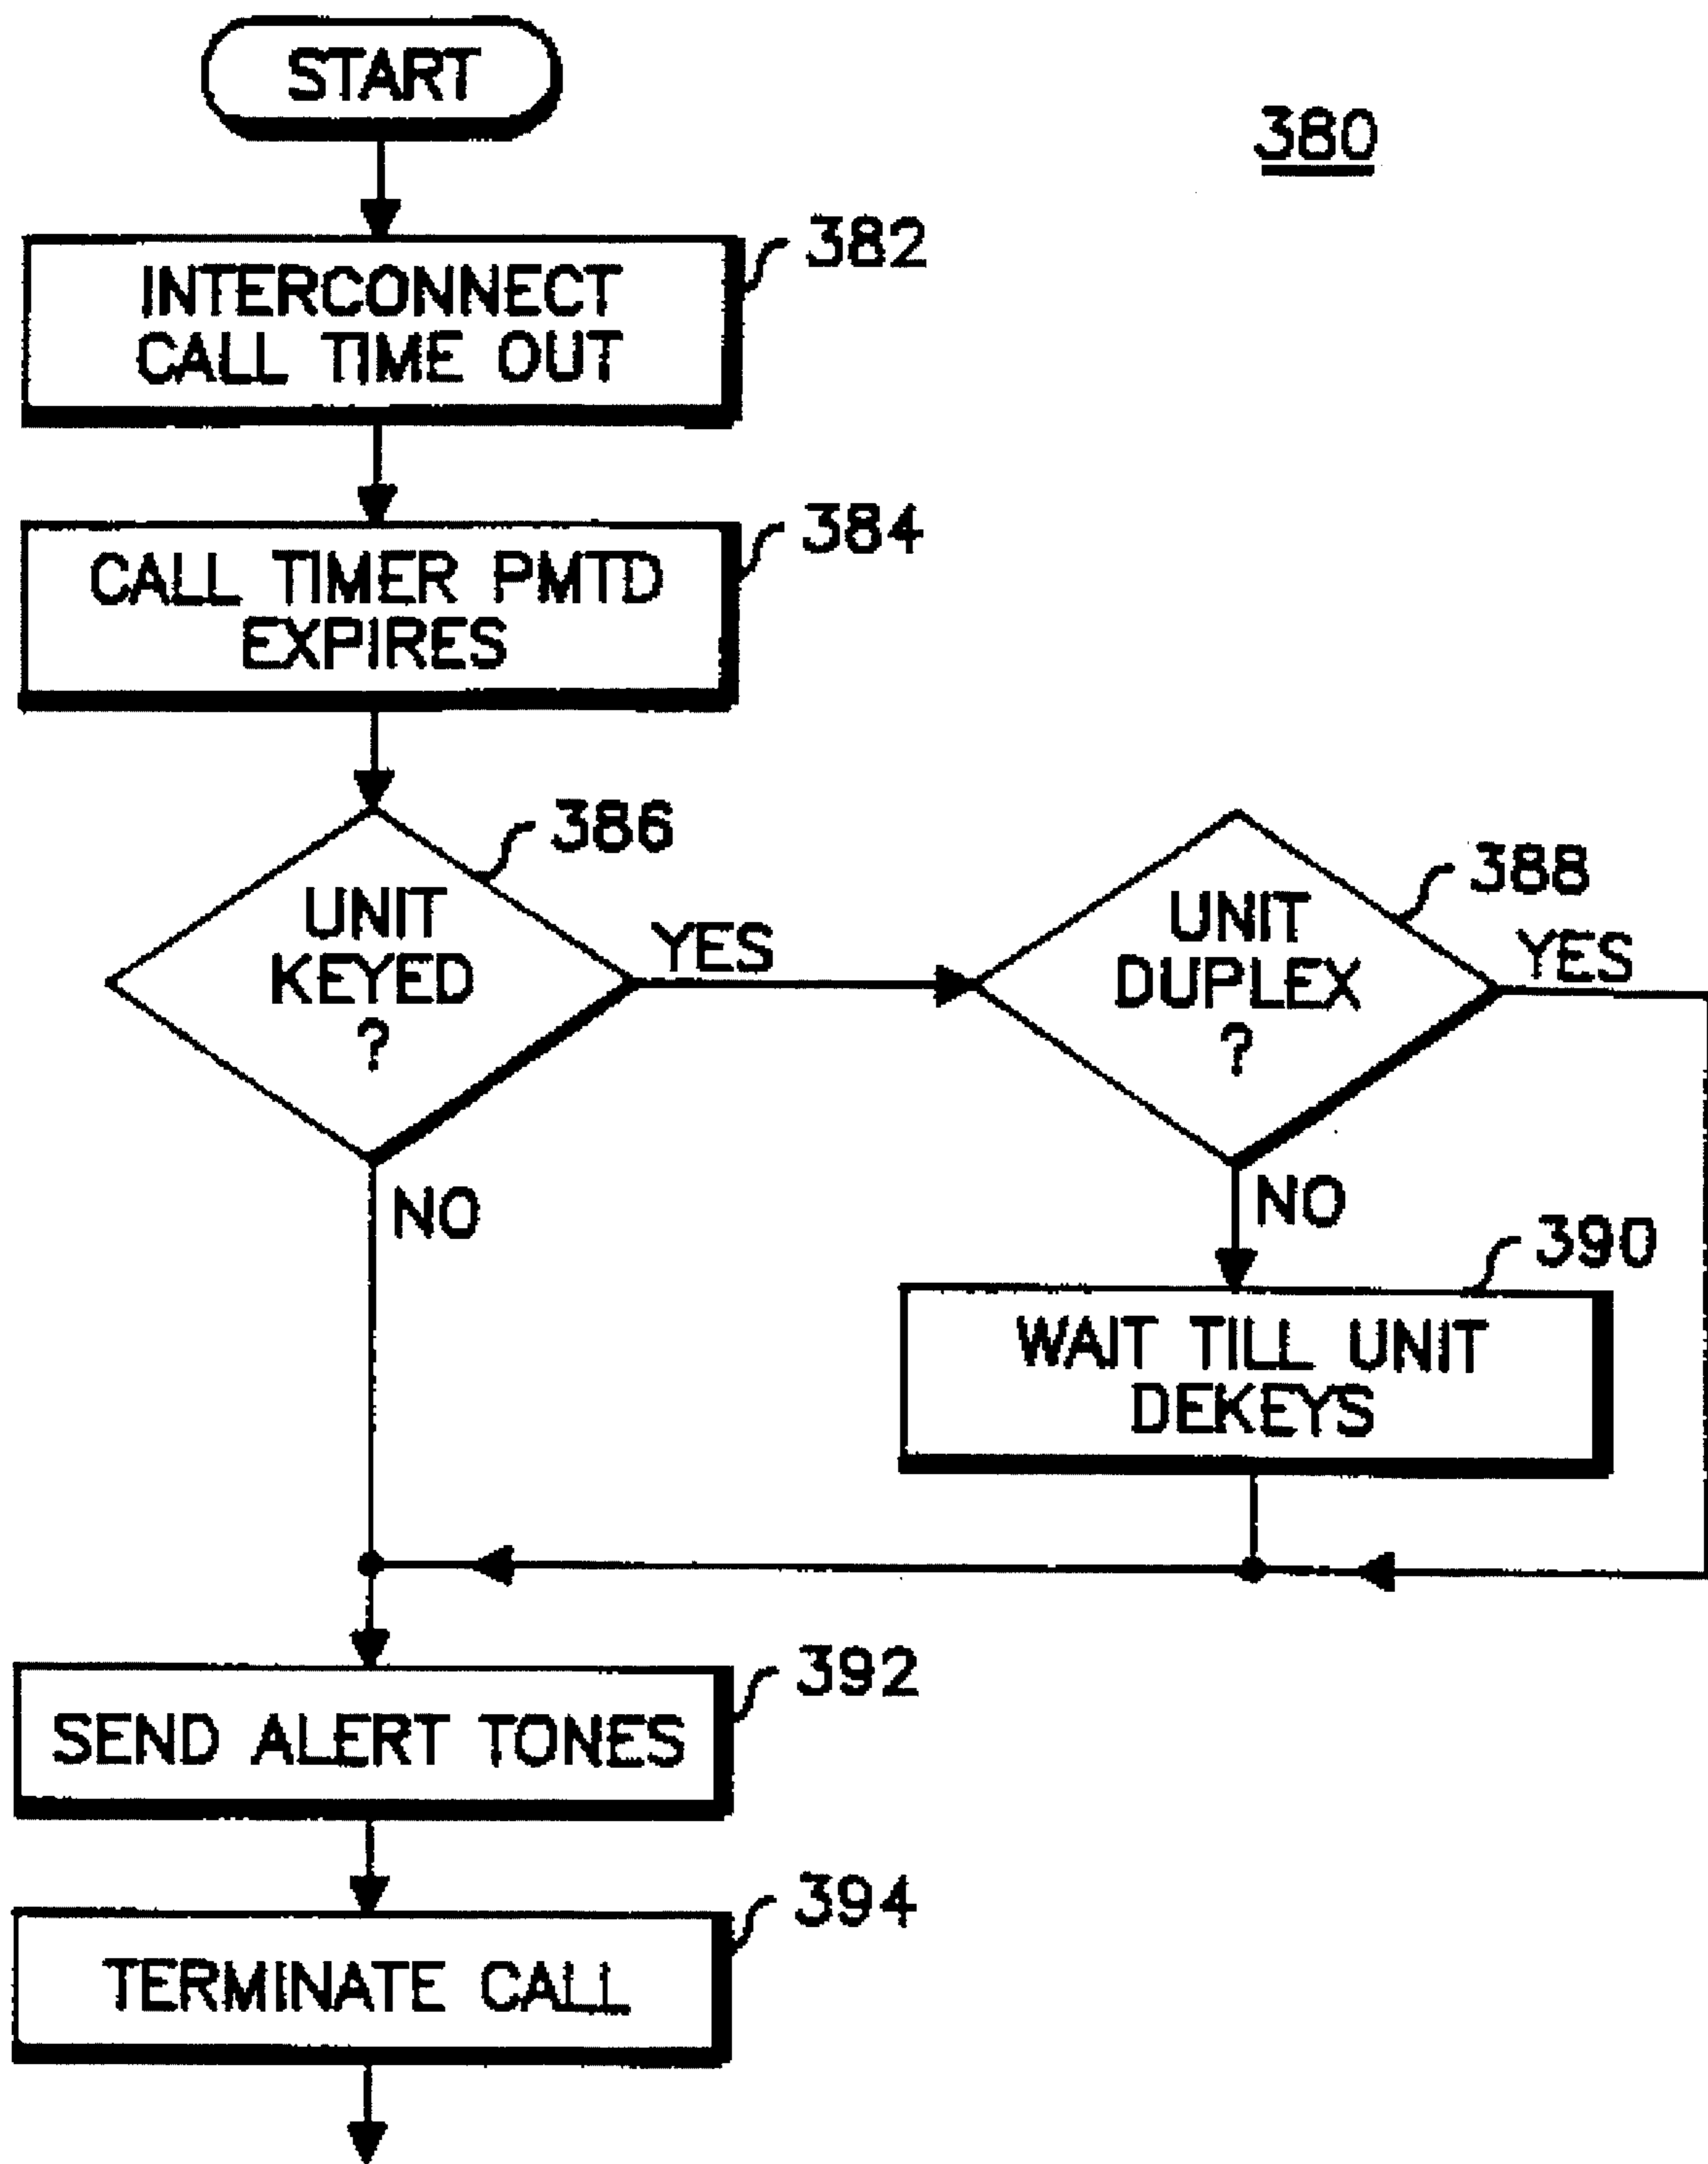 START
380
382
INTERCONNECT
CALL TIME OUT
384
CALL TIMER PMTD
EXPIRES
386
UNIT
KEYED
?
YES
388
UNIT
DUPLEX
?
YES
NO
NO
390
WAIT TILL UNIT
DEKEYS
392
SEND ALERT TONES
394
TERMINATE CALL